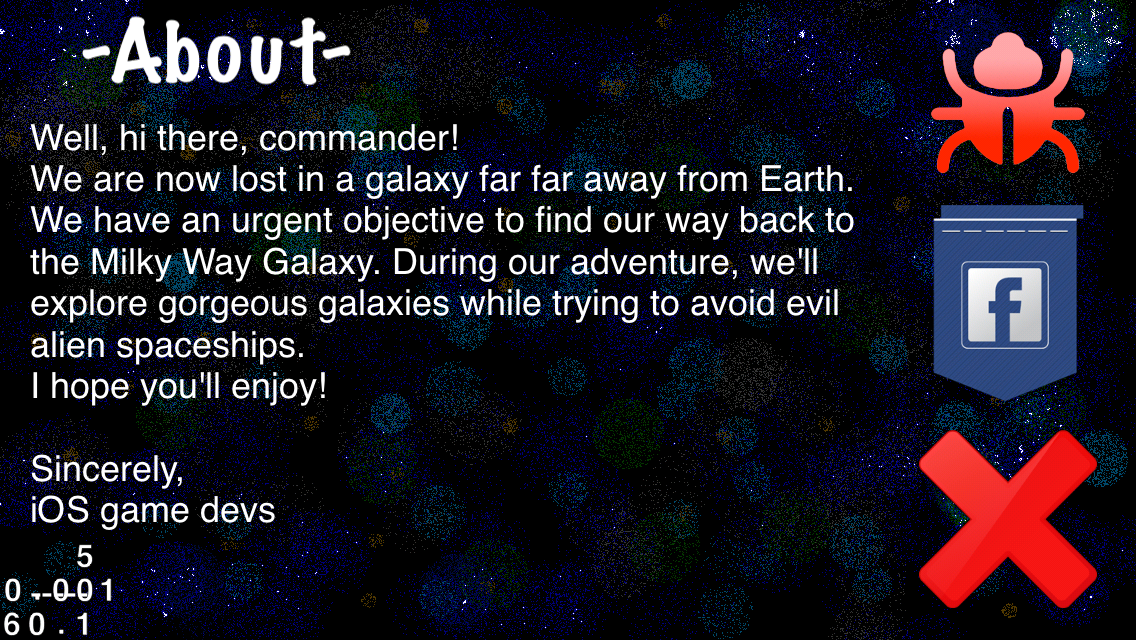 -About-
Well, hi there, commander!
We are now lost in a galaxy far far away from Earth.
We have an urgent objective to find our way back to
the Milky Way Galaxy. During our adventure, we'll
explore gorgeous galaxies while trying to avoid evil
alien spaceships.
I hope you'll enjoy!
Sincerely,
iOS game devs
f
5
60.1